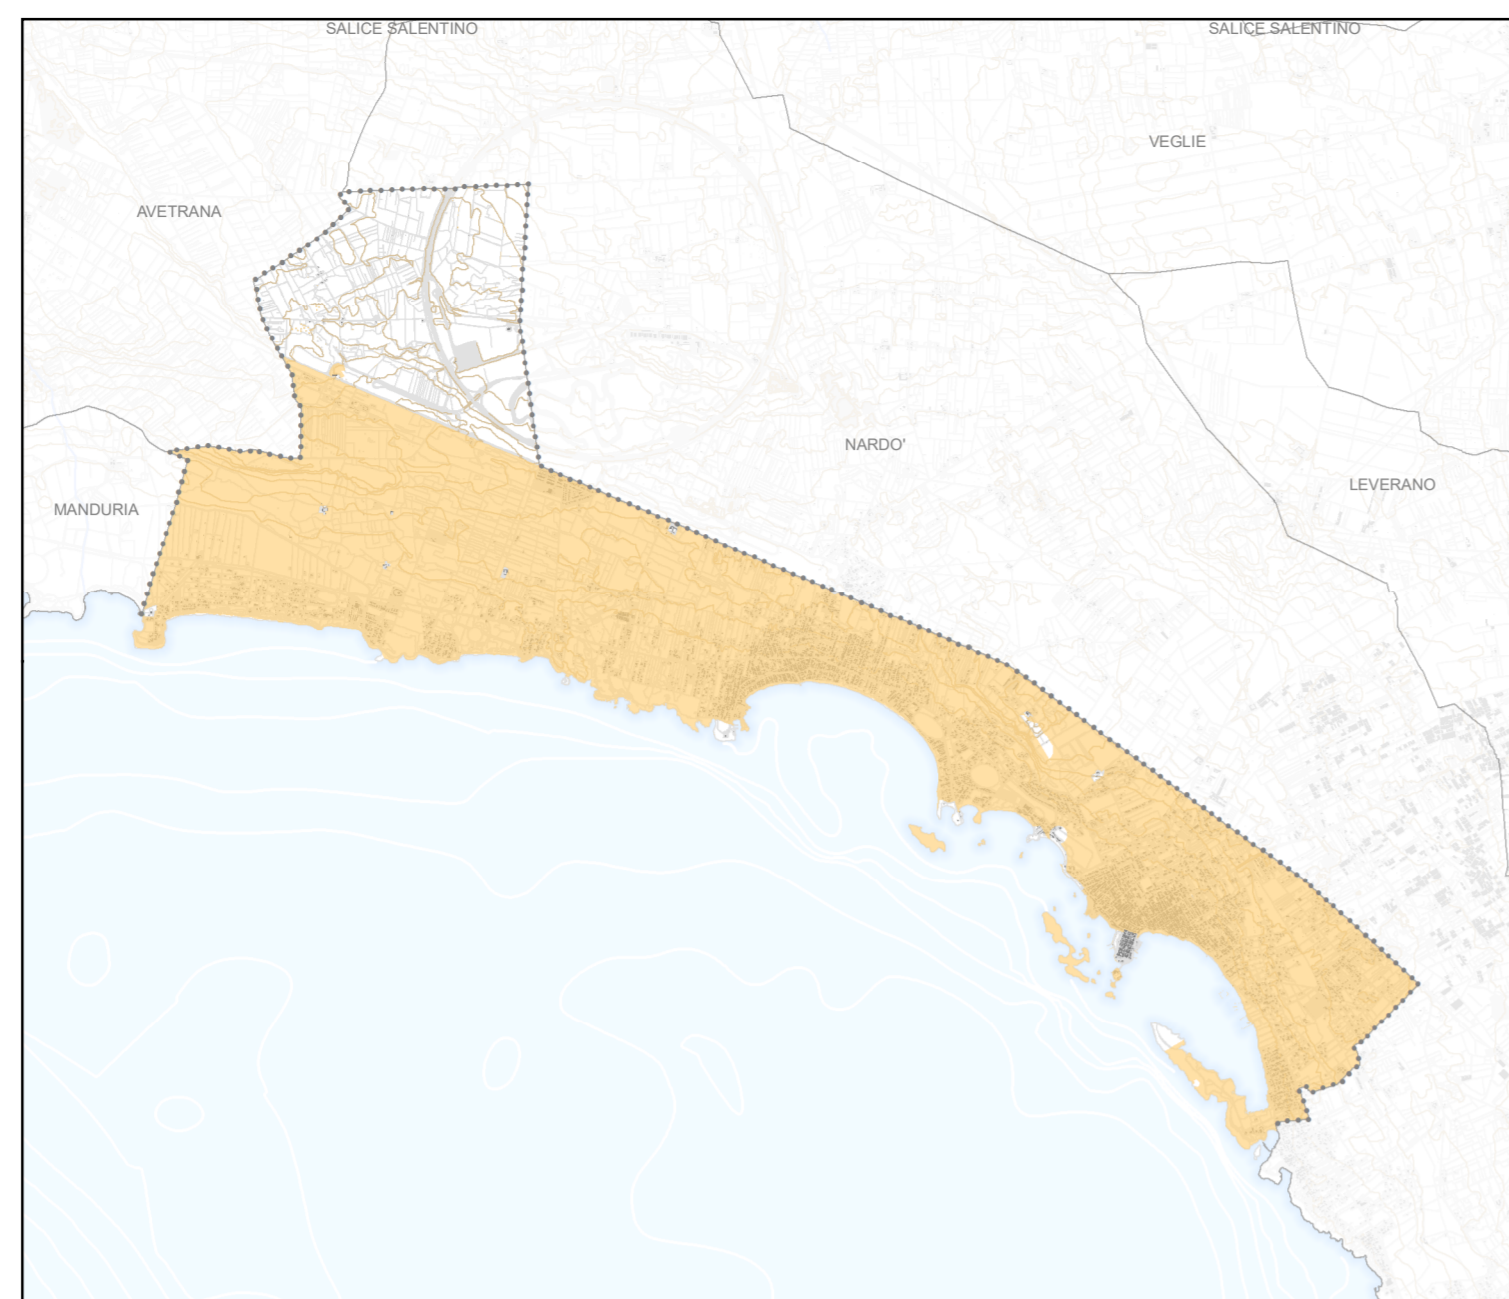 SALICE SALENTINO
SALICE SALENTINO
VEGLIE
AVETRANA
NARDO'
LEVERANO
MANDURIA